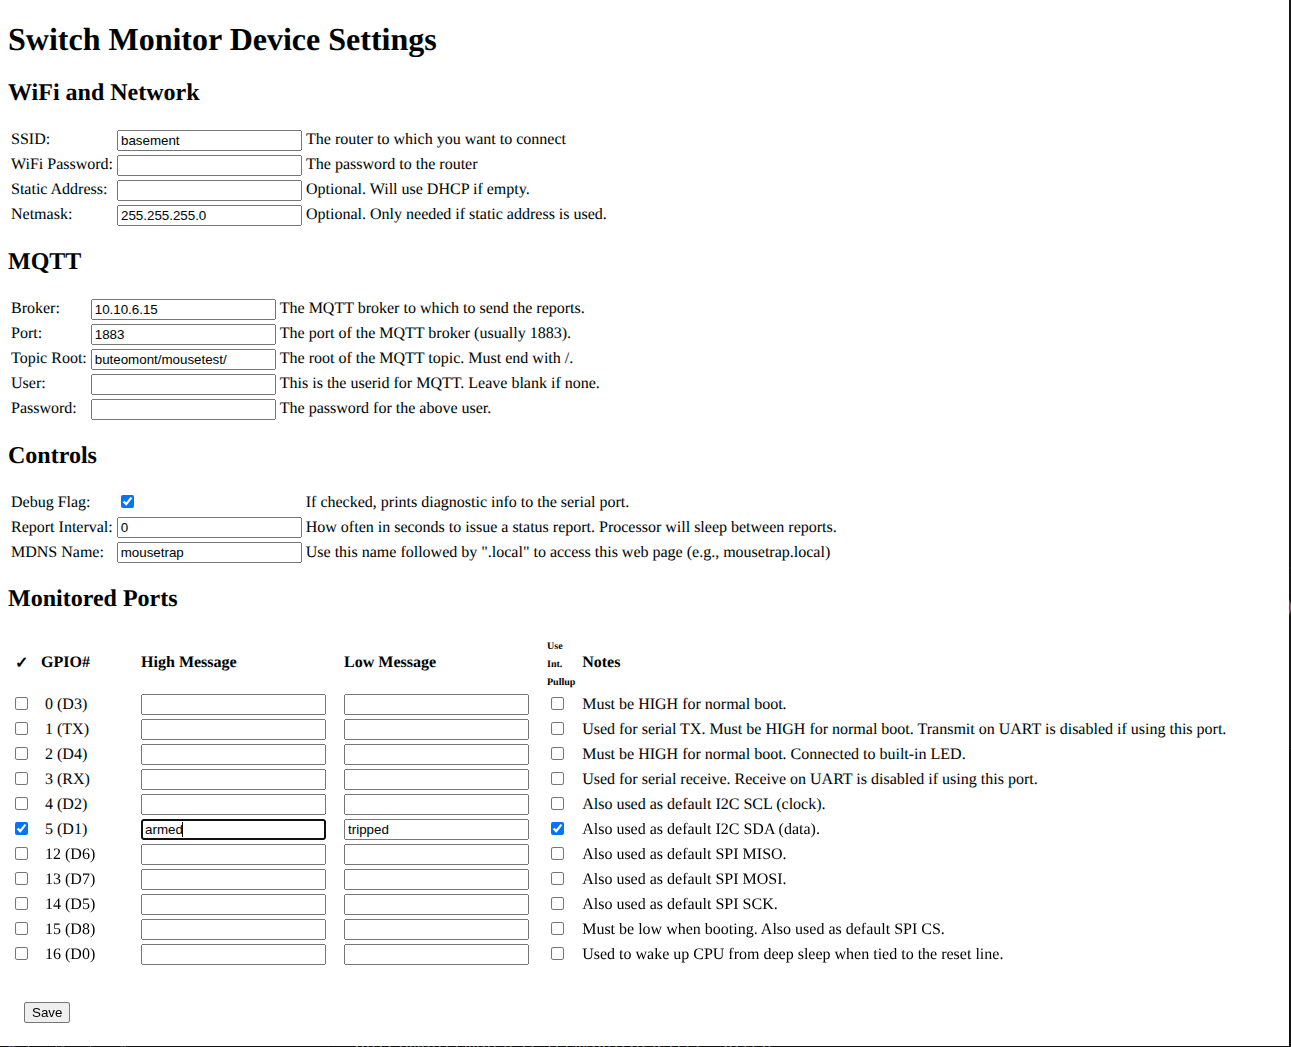 Switch Monitor Device Settings
WiFi and Network
SSID: basement The router to which you want to connect
WiFi Password: The password to the router
Static Address: Optional. Will use DHCP if empty.
Netmask: 255.255.255.0 Optional. Only needed if static address is used.
MQTT
Broker: 10.10.6.15 The MQTT broker to which to send the reports.
Port: 1883 The port of the MQTT broker (usually 1883).
Topic Root: buteomont/mousetest/ The root of the MQTT topic. Must end with /.
User: This is the userid for MQTT. Leave blank if none.
Password: The password for the above user.
Controls
Debug Flag: If checked, prints diagnostic info to the serial port.
Report Interval: 0 How often in seconds to issue a status report. Processor will sleep between reports.
MDNS Name: mousetrap Use this name followed by ".local" to access this web page (e.g., mousetrap.local)
Monitored Ports
✓ GPIO# High Message Low Message Use Int. Pullup Notes
0 (D3) Must be HIGH for normal boot.
1 (TX) Used for serial TX. Must be HIGH for normal boot. Transmit on UART is disabled if using this port.
2 (D4) Must be HIGH for normal boot. Connected to built-in LED.
3 (RX) Used for serial receive. Receive on UART is disabled if using this port.
4 (D2) Also used as default I2C SCL (clock).
5 (D1) armed tripped Also used as default I2C SDA (data).
12 (D6) Also used as default SPI MISO.
13 (D7) Also used as default SPI MOSI.
14 (D5) Also used as default SPI SCK.
15 (D8) Must be low when booting. Also used as default SPI CS.
16 (D0) Used to wake up CPU from deep sleep when tied to the reset line.
Save